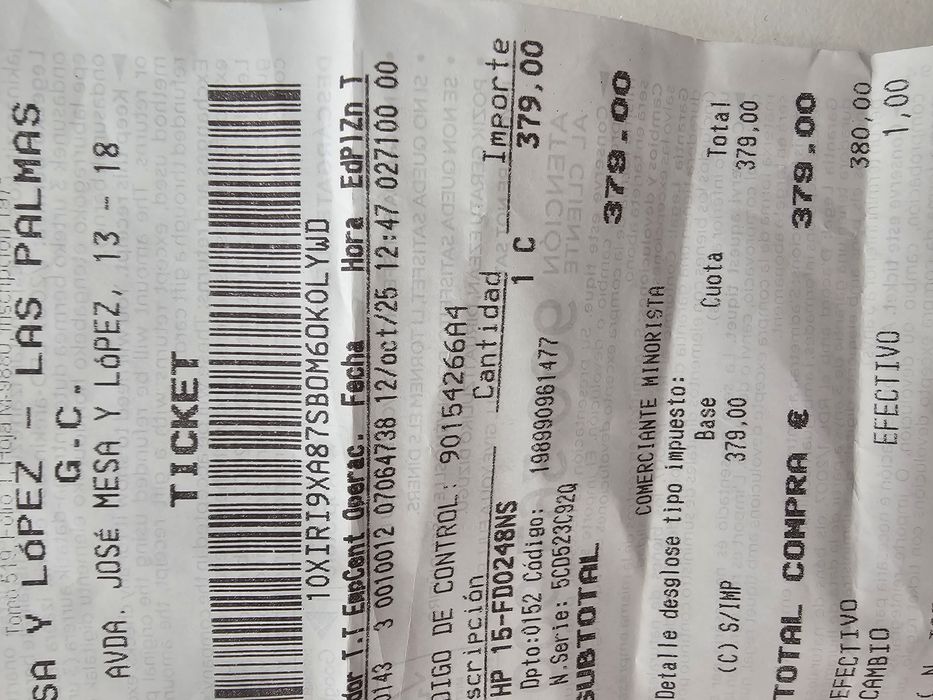 SA Y LÓPEZ - LAS PALMAS
G.C.
AVDA. JOSÉ MESA Y LÓPEZ, 13 - 18
TICKET
10XIRI9XA87SBOM6OKOLYWD
dor T.T EmpCent Operac. Fecha Hora EdPlZn T
0143 3 0010012 07064738 12/oct/25 12:47 027100 00
DIGO DE CONTROL: 90154266A4
scripción Cantidad Importe
HP 15-FD0248NS 1 C 379,00
Dpto:0152 Código: 198990961477
N.Serie: 5CD523C92Q
SUBTOTAL 379.00
COMERCIANTE MINORISTA
Detalle desglose tipo impuesto:
Base Cuota Total
(C) S/IMP 379,00 379,00
TOTAL COMPRA € 379.00
EFECTIVO 380,00
CAMBIO EFECTIVO 1,00